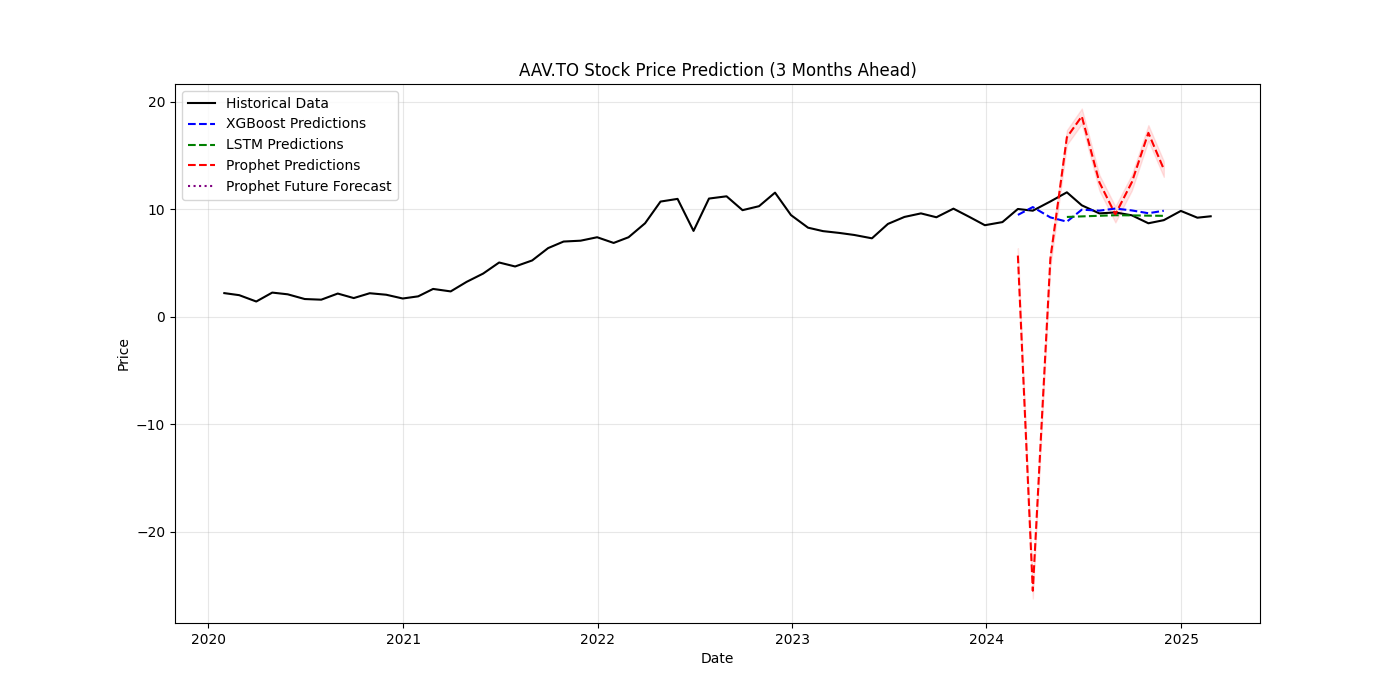 AAV.TO Stock Price Prediction (3 Months Ahead)
Historical Data
XGBoost Predictions
LSTM Predictions
Prophet Predictions
Prophet Future Forecast
20
10
0
−10
−20
Price
2020
2021
2022
2023
2024
2025
Date